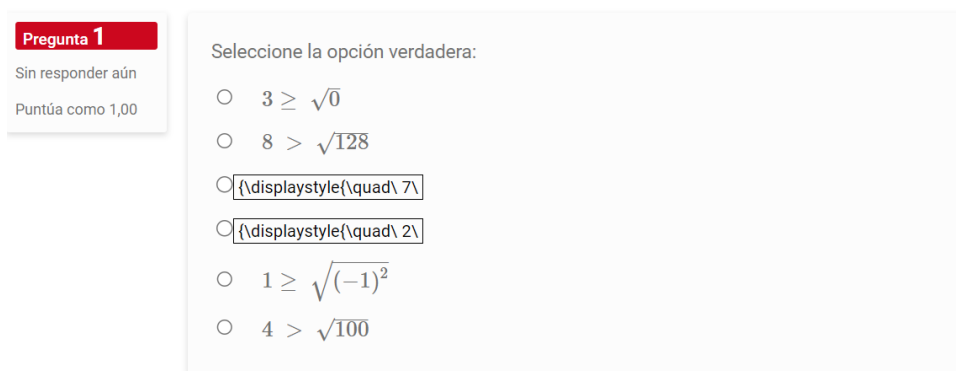 Pregunta 1
Sin responder aún
Puntúa como 1,00
Seleccione la opción verdadera:
3 ≥ √0
8 > √128
{\displaystyle{\quad\ 7\
{\displaystyle{\quad\ 2\
1 ≥ √(−1)²
4 > √100